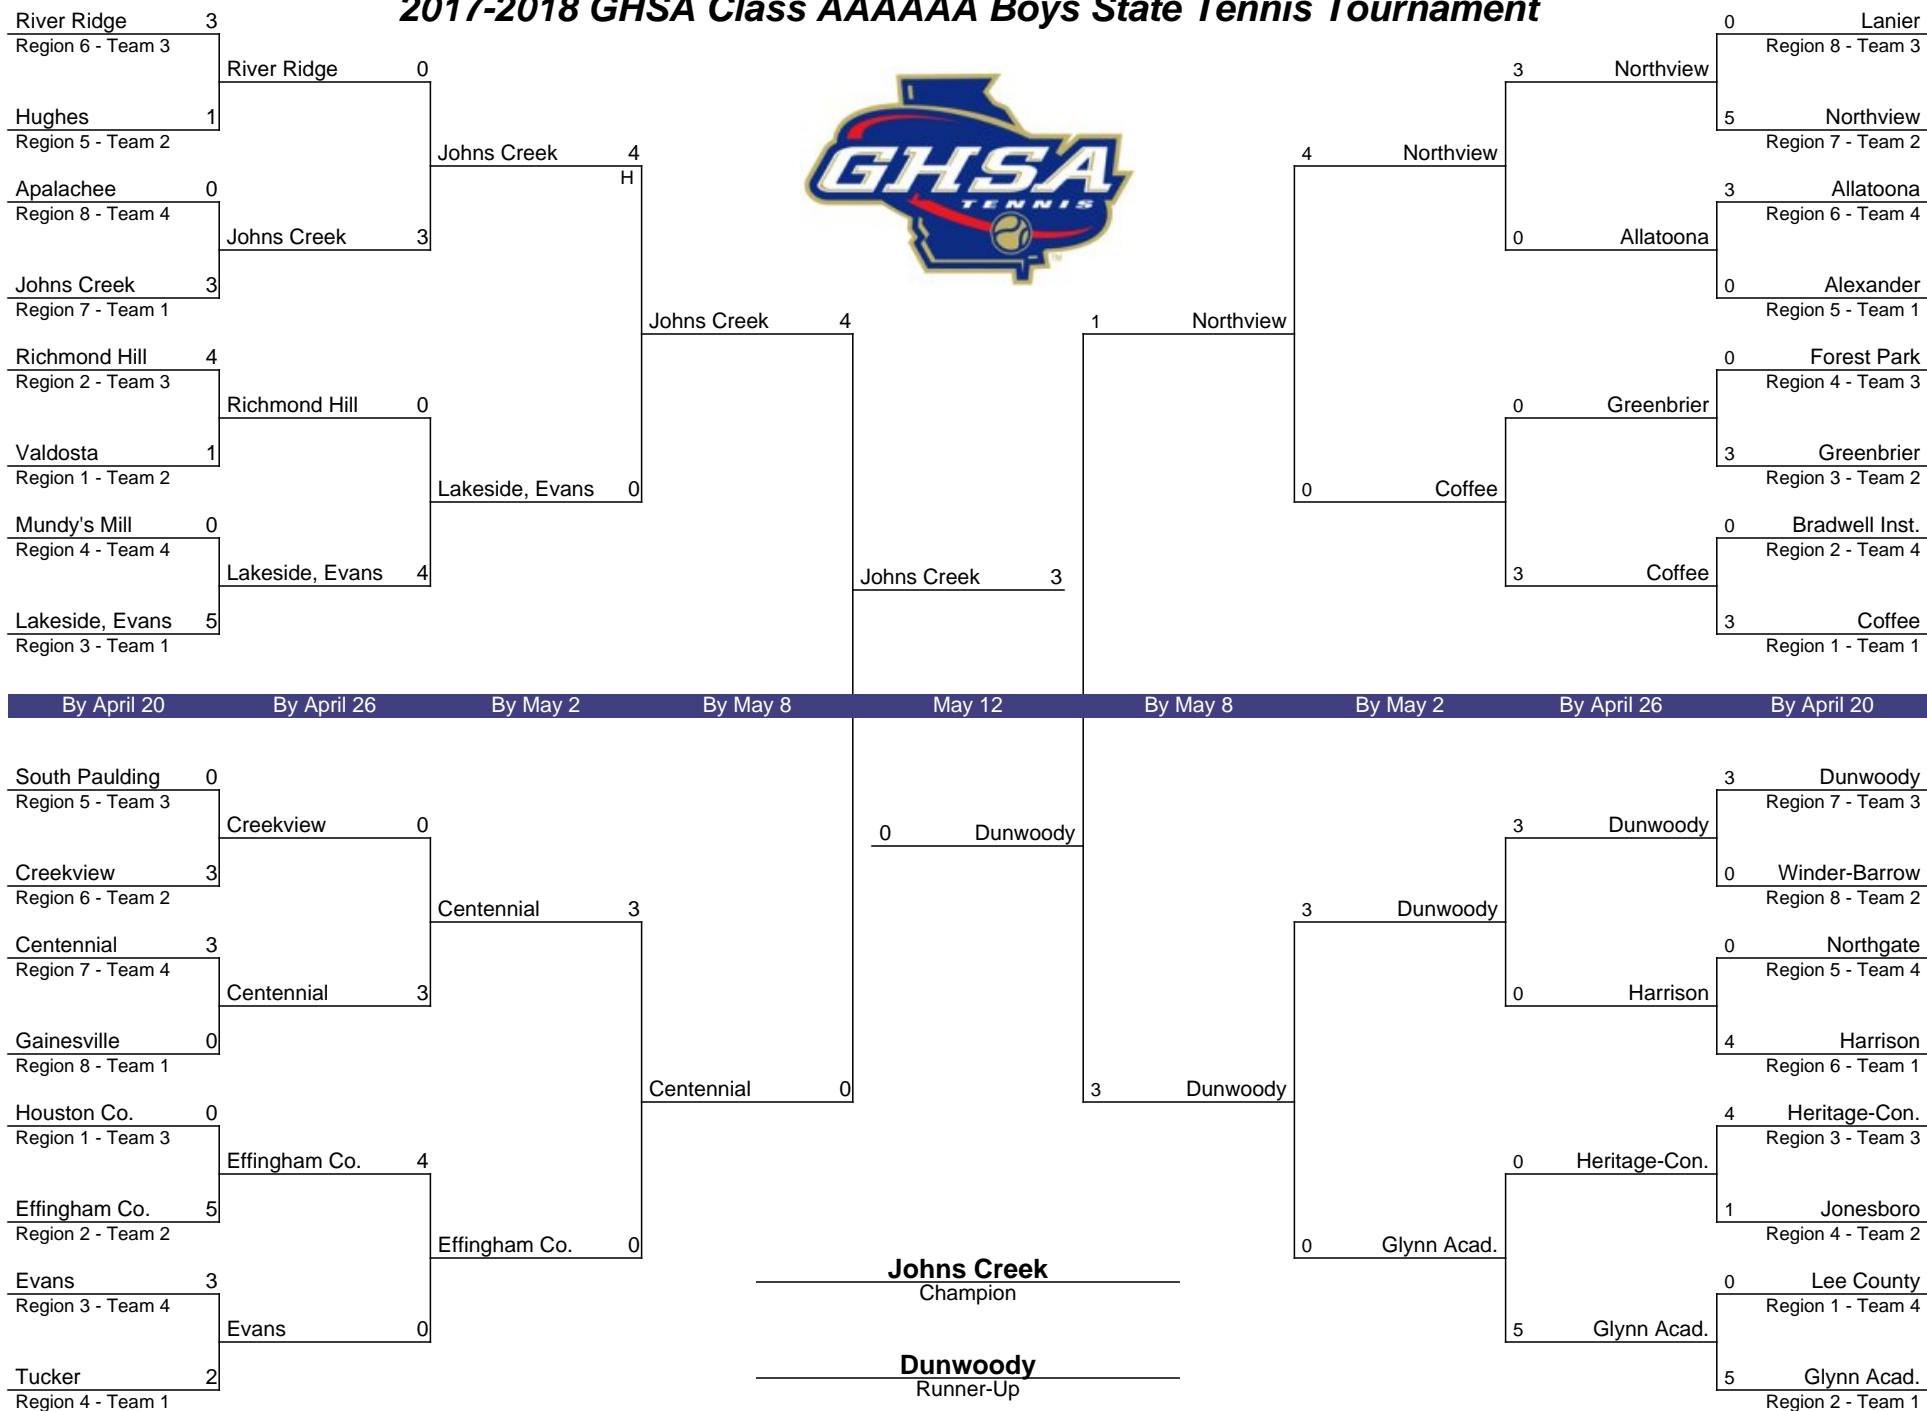 2017-2018 GHSA Class AAAAAA Boys State Tennis Tournament
GHSA
TENNIS
TM
River Ridge 3
Region 6 - Team 3
Hughes 1
Region 5 - Team 2
Apalachee 0
Region 8 - Team 4
Johns Creek 3
Region 7 - Team 1
Richmond Hill 4
Region 2 - Team 3
Valdosta 1
Region 1 - Team 2
Mundy's Mill 0
Region 4 - Team 4
Lakeside, Evans 5
Region 3 - Team 1
River Ridge 0
Johns Creek 3
Richmond Hill 0
Lakeside, Evans 4
Johns Creek 4
H
Lakeside, Evans 0
Johns Creek 4
Johns Creek 3
1 Northview
4 Northview
0 Coffee
3 Northview
0 Allatoona
0 Greenbrier
3 Coffee
0 Lanier
Region 8 - Team 3
5 Northview
Region 7 - Team 2
3 Allatoona
Region 6 - Team 4
0 Alexander
Region 5 - Team 1
0 Forest Park
Region 4 - Team 3
3 Greenbrier
Region 3 - Team 2
0 Bradwell Inst.
Region 2 - Team 4
3 Coffee
Region 1 - Team 1
By April 20 By April 26 By May 2 By May 8 May 12 By May 8 By May 2 By April 26 By April 20
South Paulding 0
Region 5 - Team 3
Creekview 3
Region 6 - Team 2
Centennial 3
Region 7 - Team 4
Gainesville 0
Region 8 - Team 1
Houston Co. 0
Region 1 - Team 3
Effingham Co. 5
Region 2 - Team 2
Evans 3
Region 3 - Team 4
Tucker 2
Region 4 - Team 1
Creekview 0
Centennial 3
Effingham Co. 4
Evans 0
Centennial 3
Effingham Co. 0
Centennial 0
0 Dunwoody
3 Dunwoody
3 Dunwoody
0 Glynn Acad.
3 Dunwoody
0 Harrison
0 Heritage-Con.
5 Glynn Acad.
3 Dunwoody
Region 7 - Team 3
0 Winder-Barrow
Region 8 - Team 2
0 Northgate
Region 5 - Team 4
4 Harrison
Region 6 - Team 1
4 Heritage-Con.
Region 3 - Team 3
1 Jonesboro
Region 4 - Team 2
0 Lee County
Region 1 - Team 4
5 Glynn Acad.
Region 2 - Team 1
Johns Creek
Champion
Dunwoody
Runner-Up